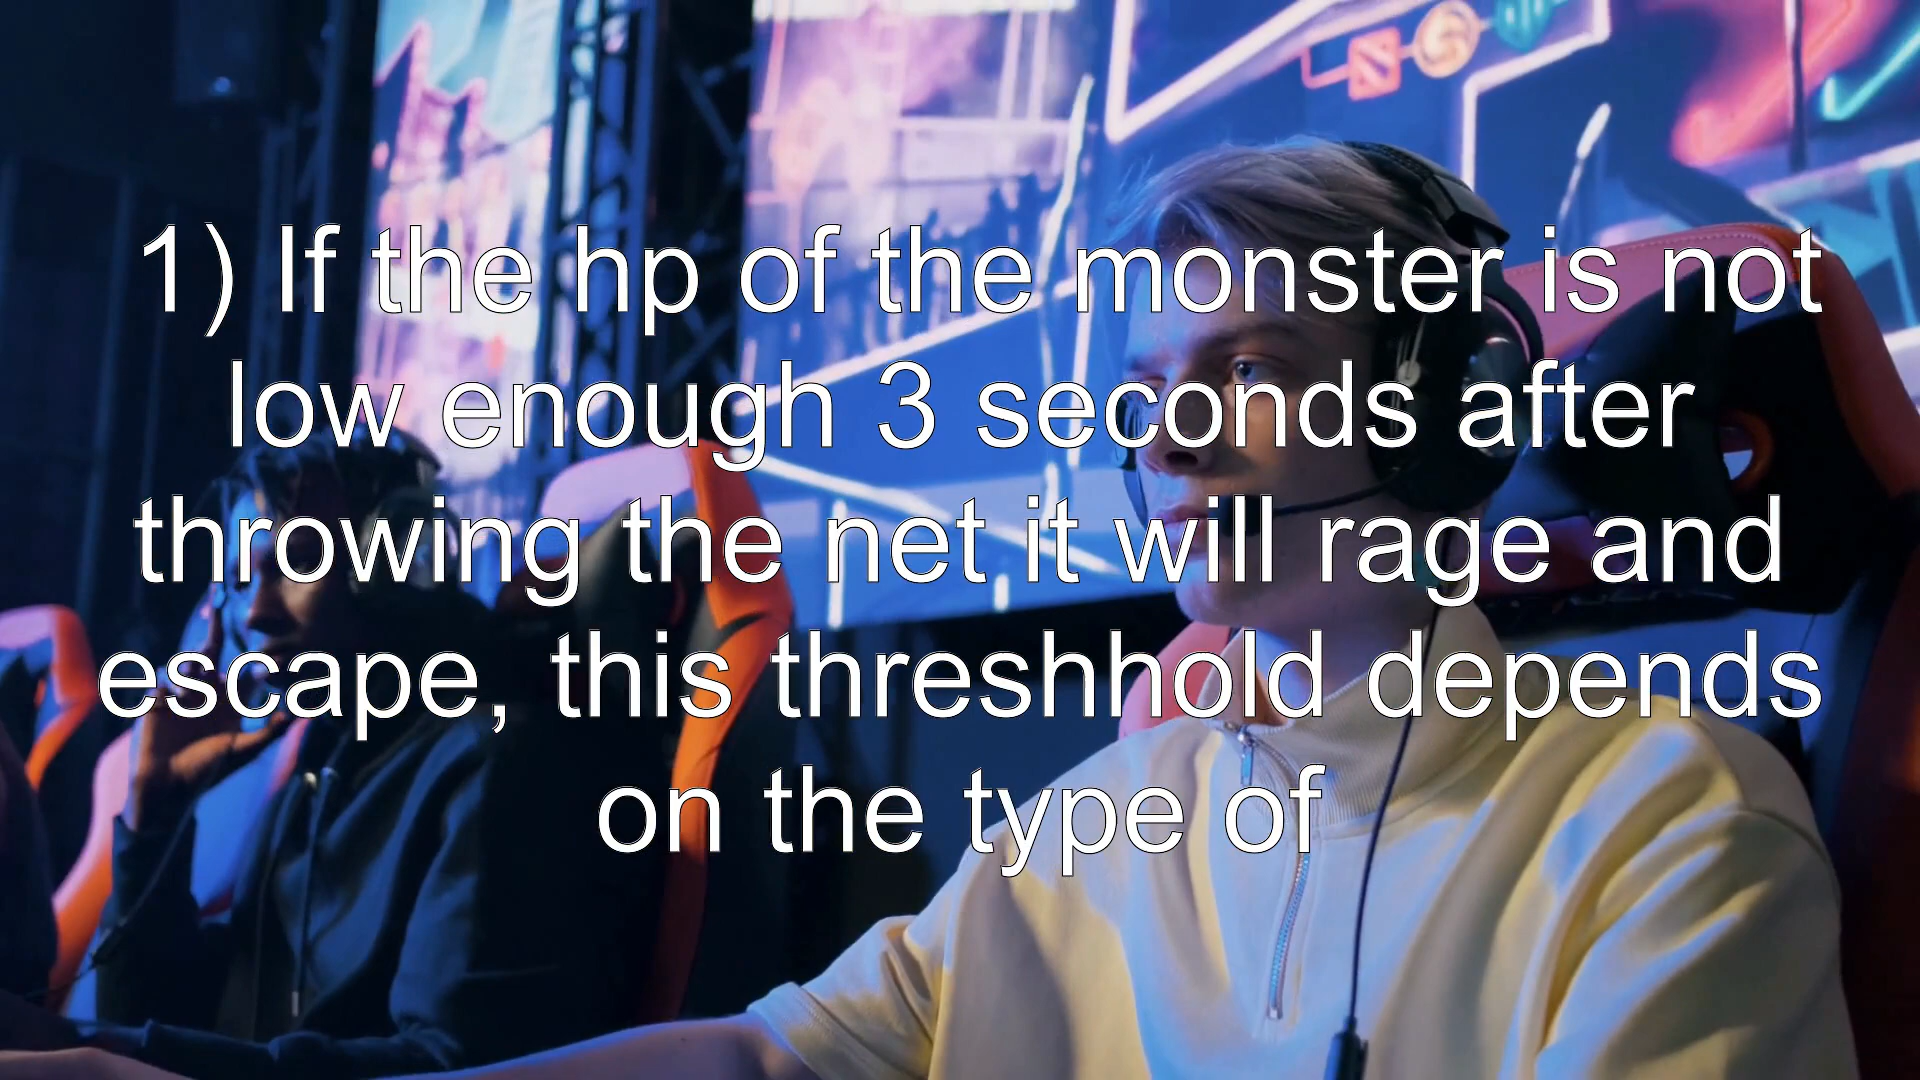 1) If the hp of the monster is not
low enough 3 seconds after
throwing the net it will rage and
escape, this threshhold depends
on the type of